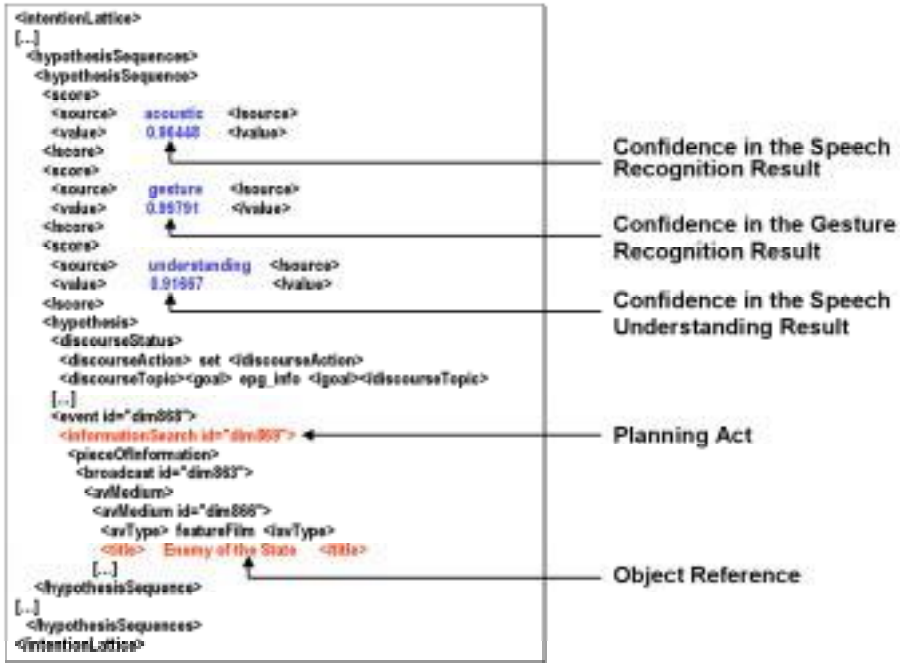 <intentionLattice>
[...]
<hypothesisSequences>
<hypothesisSequence>
<score>
<source> acoustic </source>
<value> 0.96448 </value>
</score>
<score>
<source> gesture </source>
<value> </value>
</score>
<score>
<source> understanding </source>
<value> 0.91667 </value>
</score>
<hypothesis>
<discourseStatus>
<discourseAction> set </discourseAction>
<discourseTopic><goal> epg_info </goal></discourseTopic>
[...]
<event id="dim868">
<informationSearch id="dim869">
<pieceOfInformation>
<broadcast id="dim863">
<avMedium>
<avMedium id="dim866">
<avType> featureFilm </avType>
<title> Enemy of the State </title>
[...]
</hypothesisSequence>
[...]
</hypothesisSequences>
</intentionLattice>
Confidence in the Speech
Recognition Result
Confidence in the Gesture
Recognition Result
Confidence in the Speech
Understanding Result
Planning Act
Object Reference